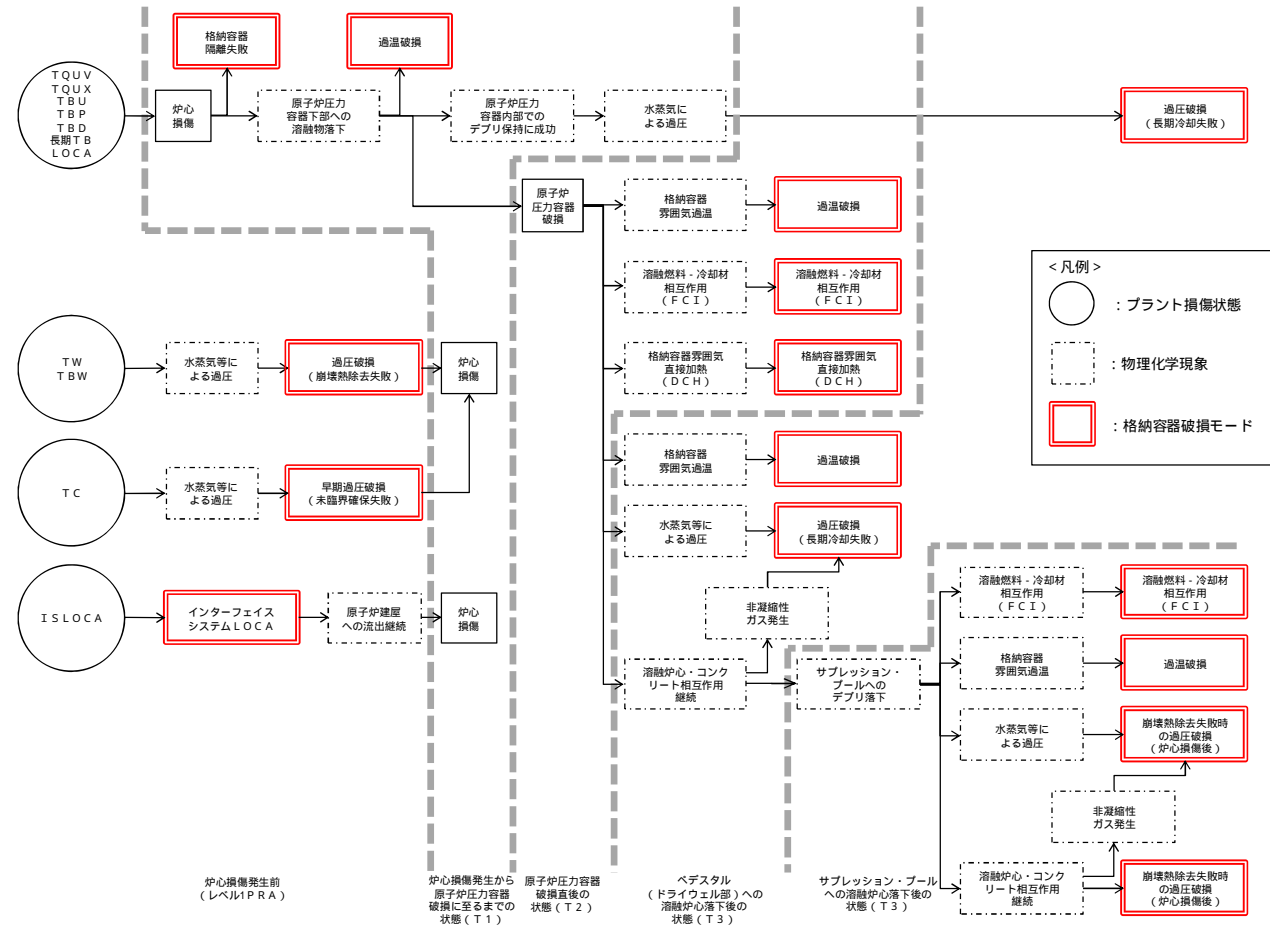 格納容器
隔離失敗
過温破損
TQUV
TQUX
TBU
TBP
TBD
長期TB
LOCA
炉心
損傷
原子炉圧力
容器下部への
溶融物落下
原子炉圧力
容器内部での
デブリ保持に成功
水蒸気に
よる過圧
過圧破損
(長期冷却失敗)
原子炉
圧力容器
破損
格納容器
雰囲気過温
過温破損
溶融燃料-冷却材
相互作用
(FCI)
溶融燃料-冷却材
相互作用
(FCI)
格納容器雰囲気
直接加熱
(DCH)
格納容器雰囲気
直接加熱
(DCH)
<凡例>
:プラント損傷状態
:物理化学現象
:格納容器破損モード
TW
TBW
水蒸気等に
よる過圧
過圧破損
(崩壊熱除去失敗)
炉心
損傷
格納容器
雰囲気過温
過温破損
TC
水蒸気等に
よる過圧
早期過圧破損
(未臨界確保失敗)
水蒸気等に
よる過圧
過圧破損
(長期冷却失敗)
ISLOCA
インターフェイス
システムLOCA
原子炉建屋
への流出継続
炉心
損傷
非凝縮性
ガス発生
溶融炉心・コンク
リート相互作用
継続
サプレッション・
プールへの
デブリ落下
溶融燃料-冷却材
相互作用
(FCI)
溶融燃料-冷却材
相互作用
(FCI)
格納容器
雰囲気過温
過温破損
水蒸気等に
よる過圧
崩壊熱除去失敗時
の過圧破損
(炉心損傷後)
非凝縮性
ガス発生
溶融炉心・コンク
リート相互作用
継続
崩壊熱除去失敗時
の過圧破損
(炉心損傷後)
炉心損傷発生前
(レベル1PRA)
炉心損傷発生から
原子炉圧力容器
破損に至るまでの
状態(T1)
原子炉圧力容器
破損直後の
状態(T2)
ペデスタル
(ドライウェル部)への
溶融炉心落下後の
状態(T3)
サプレッション・プール
への溶融炉心落下後の
状態(T3)